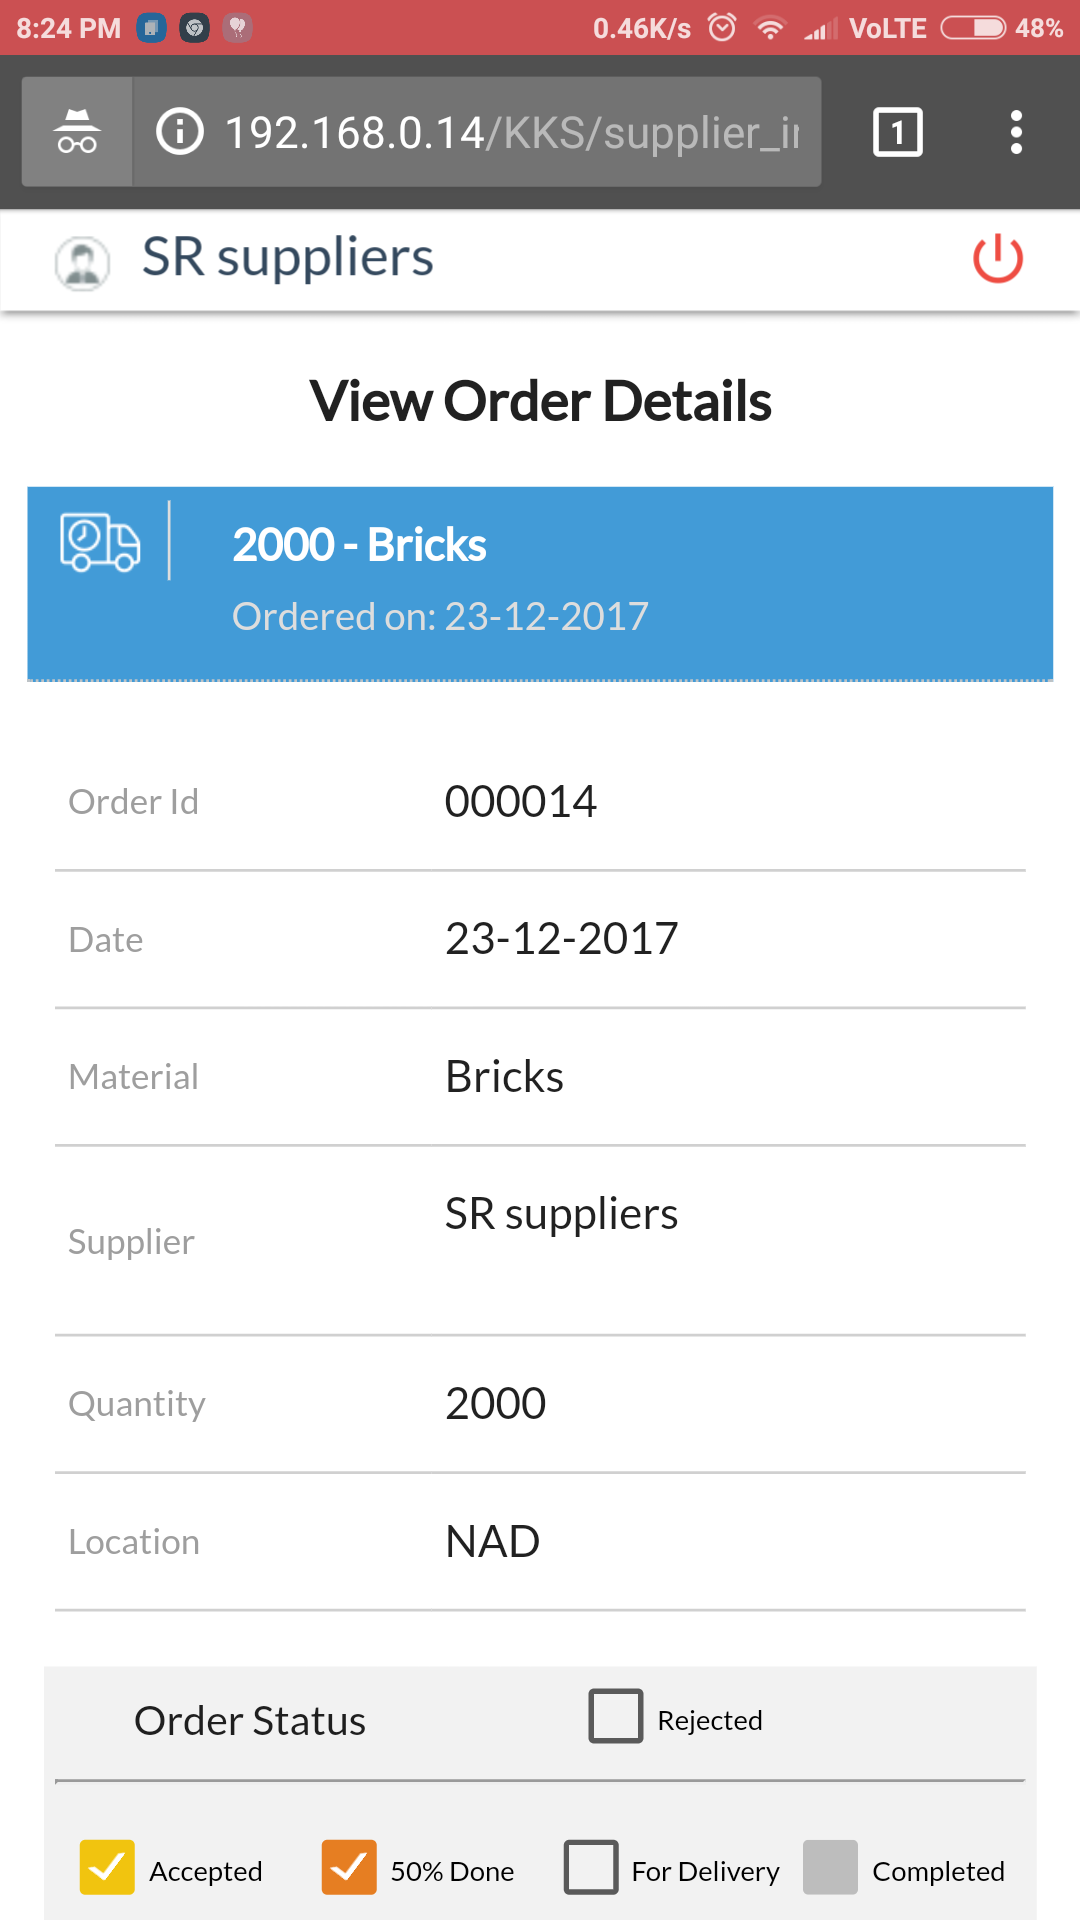 8:24 PM 0.46K/s VoLTE 48%
192.168.0.14/KKS/supplier_in 1
SR suppliers
View Order Details
2000 - Bricks
Ordered on: 23-12-2017
Order Id 000014
Date 23-12-2017
Material Bricks
Supplier SR suppliers
Quantity 2000
Location NAD
Order Status Rejected
Accepted 50% Done For Delivery Completed